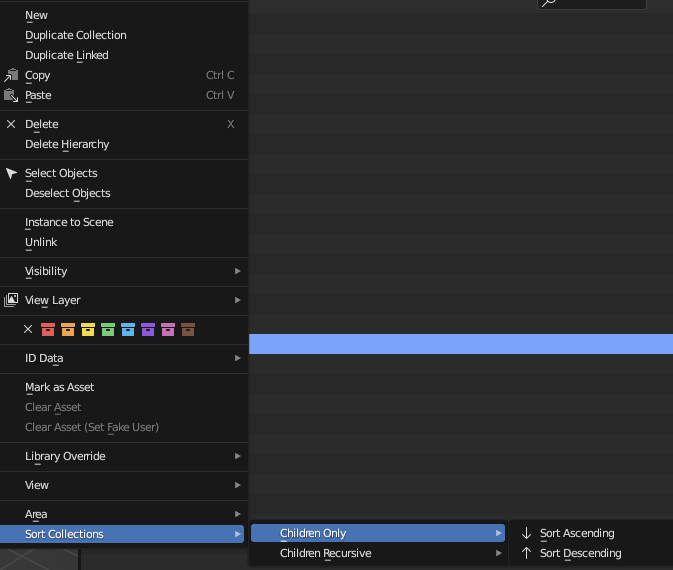 New
Duplicate Collection
Duplicate Linked
Copy Ctrl C
Paste Ctrl V
Delete X
Delete Hierarchy
Select Objects
Deselect Objects
Instance to Scene
Unlink
Visibility
View Layer
ID Data
Mark as Asset
Clear Asset
Clear Asset (Set Fake User)
Library Override
View
Area
Sort Collections
Children Only
Children Recursive
Sort Ascending
Sort Descending